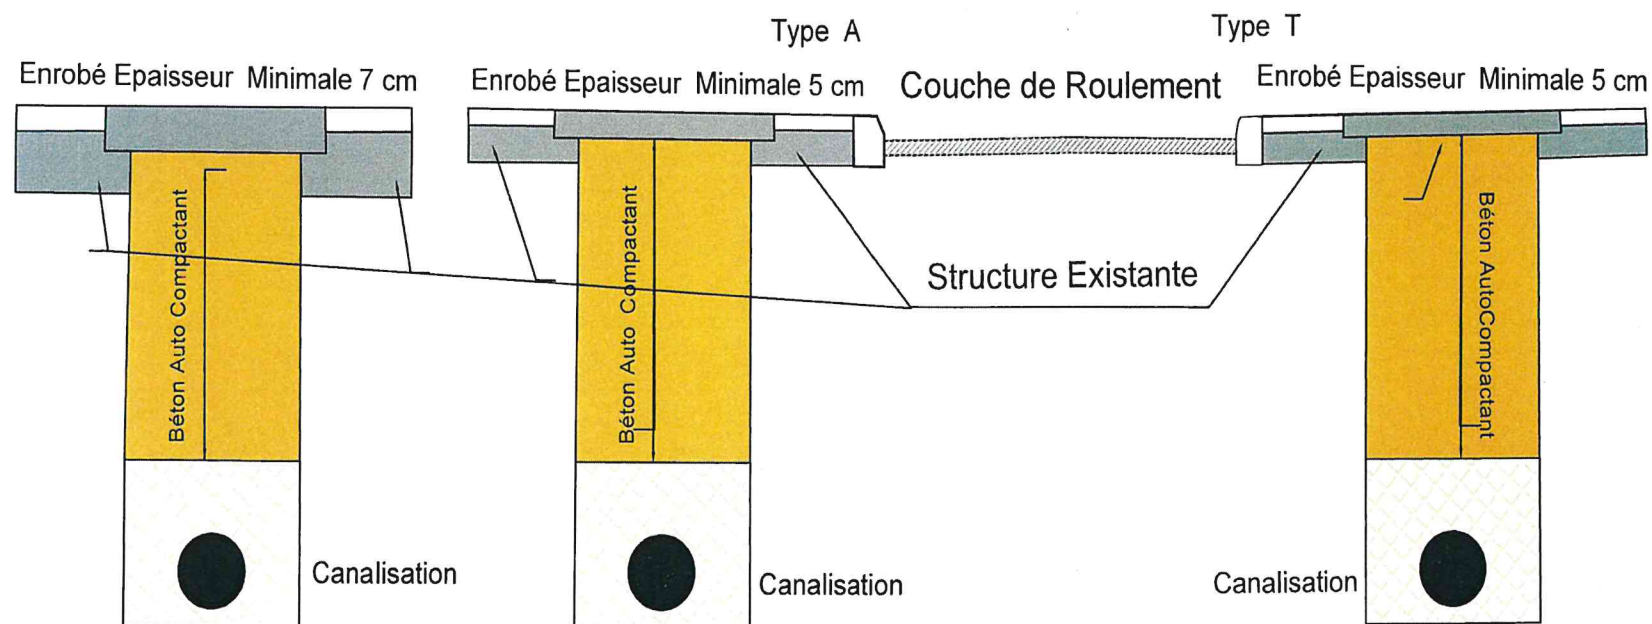 Type A
Type T
Enrobé Epaisseur Minimale 7 cm
Enrobé Epaisseur Minimale 5 cm
Couche de Roulement
Enrobé Epaisseur Minimale 5 cm
Béton Auto Compactant
Béton Auto Compactant
Béton AutoCompactant
Structure Existante
Canalisation
Canalisation
Canalisation